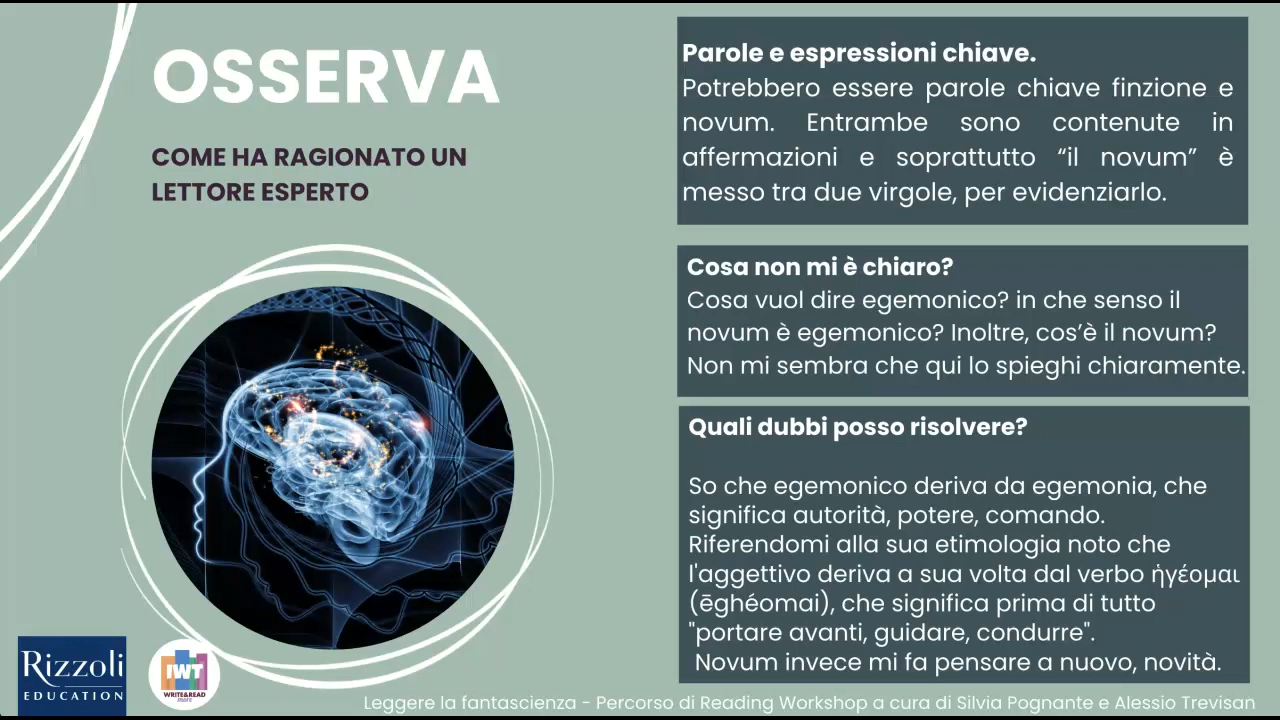 OSSERVA
COME HA RAGIONATO UN
LETTORE ESPERTO
Parole e espressioni chiave.
Potrebbero essere parole chiave finzione e
novum. Entrambe sono contenute in
affermazioni e soprattutto “il novum” è
messo tra due virgole, per evidenziarlo.
Cosa non mi è chiaro?
Cosa vuol dire egemonico? in che senso il
novum è egemonico? Inoltre, cos’è il novum?
Non mi sembra che qui lo spieghi chiaramente.
Quali dubbi posso risolvere?
So che egemonico deriva da egemonia, che
significa autorità, potere, comando.
Riferendomi alla sua etimologia noto che
l'aggettivo deriva a sua volta dal verbo ἡγέομαι
(ēghéomai), che significa prima di tutto
"portare avanti, guidare, condurre".
Novum invece mi fa pensare a nuovo, novità.
Rizzoli
EDUCATION
IWT
WRITE&READ
more
Leggere la fantascienza - Percorso di Reading Workshop a cura di Silvia Pognante e Alessio Trevisan